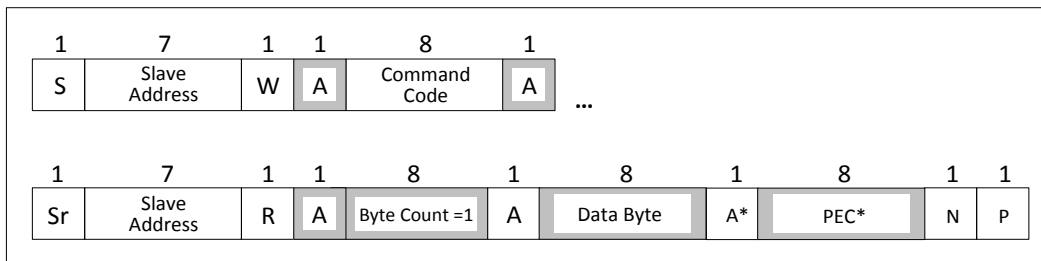 1 7 1 1 8 1
S Slave Address W A Command Code A ...
1 7 1 1 8 1 8 1 8 1 1
Sr Slave Address R A Byte Count =1 A Data Byte A* PEC* N P